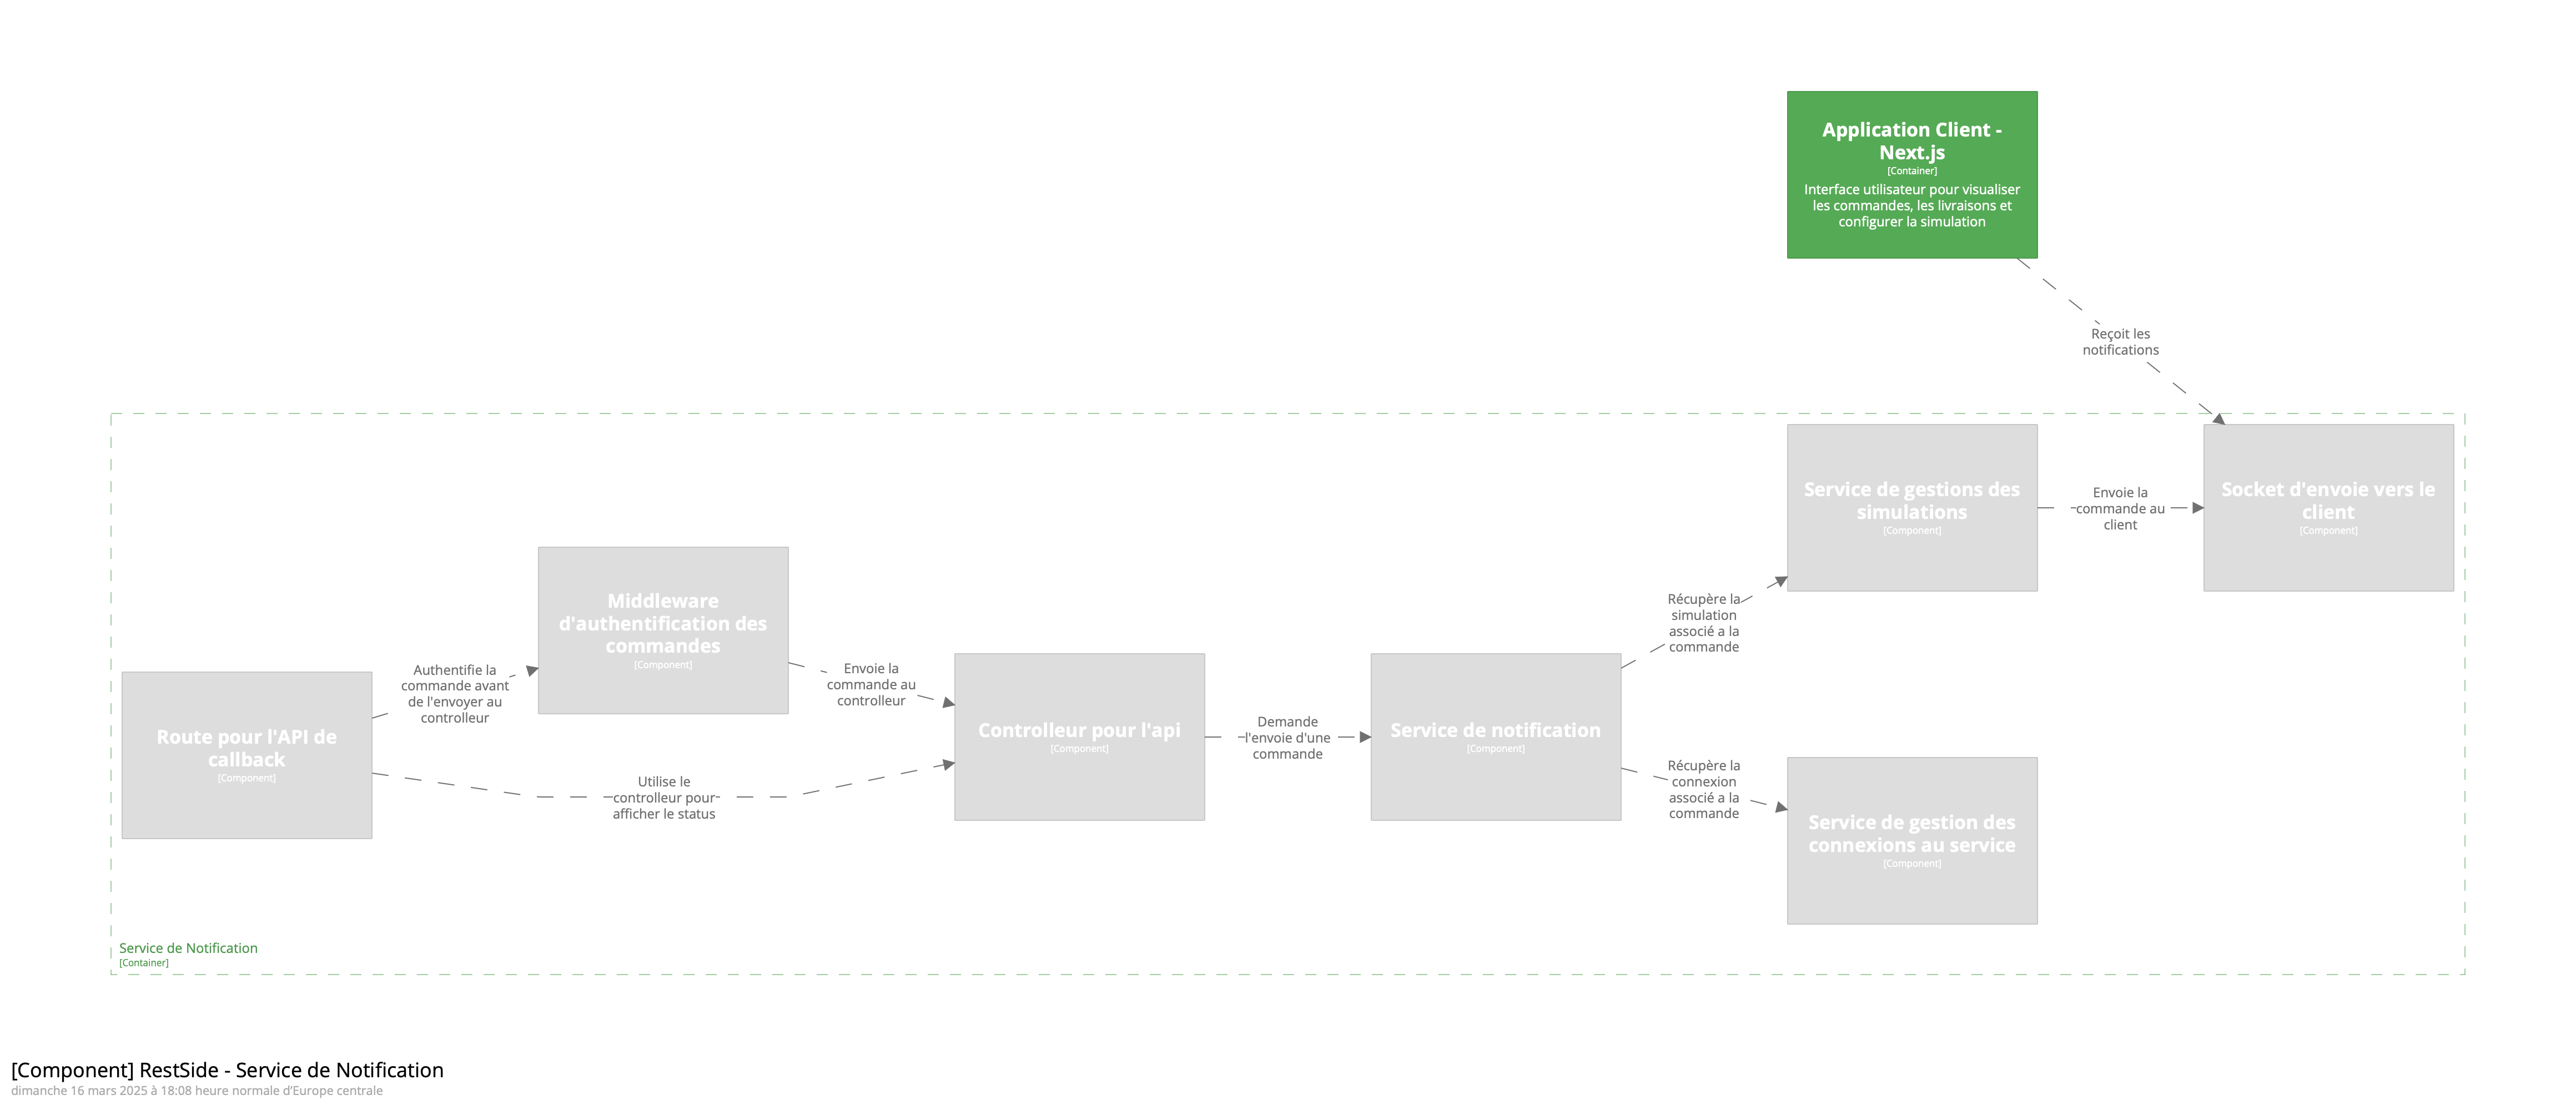 Application Client -
Next.js
[Container]
Interface utilisateur pour visualiser
les commandes, les livraisons et
configurer la simulation
Reçoit les
notifications
Service de gestions des
simulations
[Component]
Envoie la
commande au
client
Socket d'envoie vers le
client
[Component]
Middleware
d'authentification des
commandes
[Component]
Récupère la
simulation
associé a la
commande
Authentifie la
commande avant
de l'envoyer au
controlleur
Envoie la
commande au
controlleur
Route pour l'API de
callback
[Component]
Controlleur pour l'api
[Component]
Demande
l'envoie d'une
commande
Service de notification
[Component]
Utilise le
controlleur pour
afficher le status
Récupère la
connexion
associé a la
commande
Service de gestion des
connexions au service
[Component]
Service de Notification
[Container]
[Component] RestSide - Service de Notification
dimanche 16 mars 2025 à 18:08 heure normale d’Europe centrale